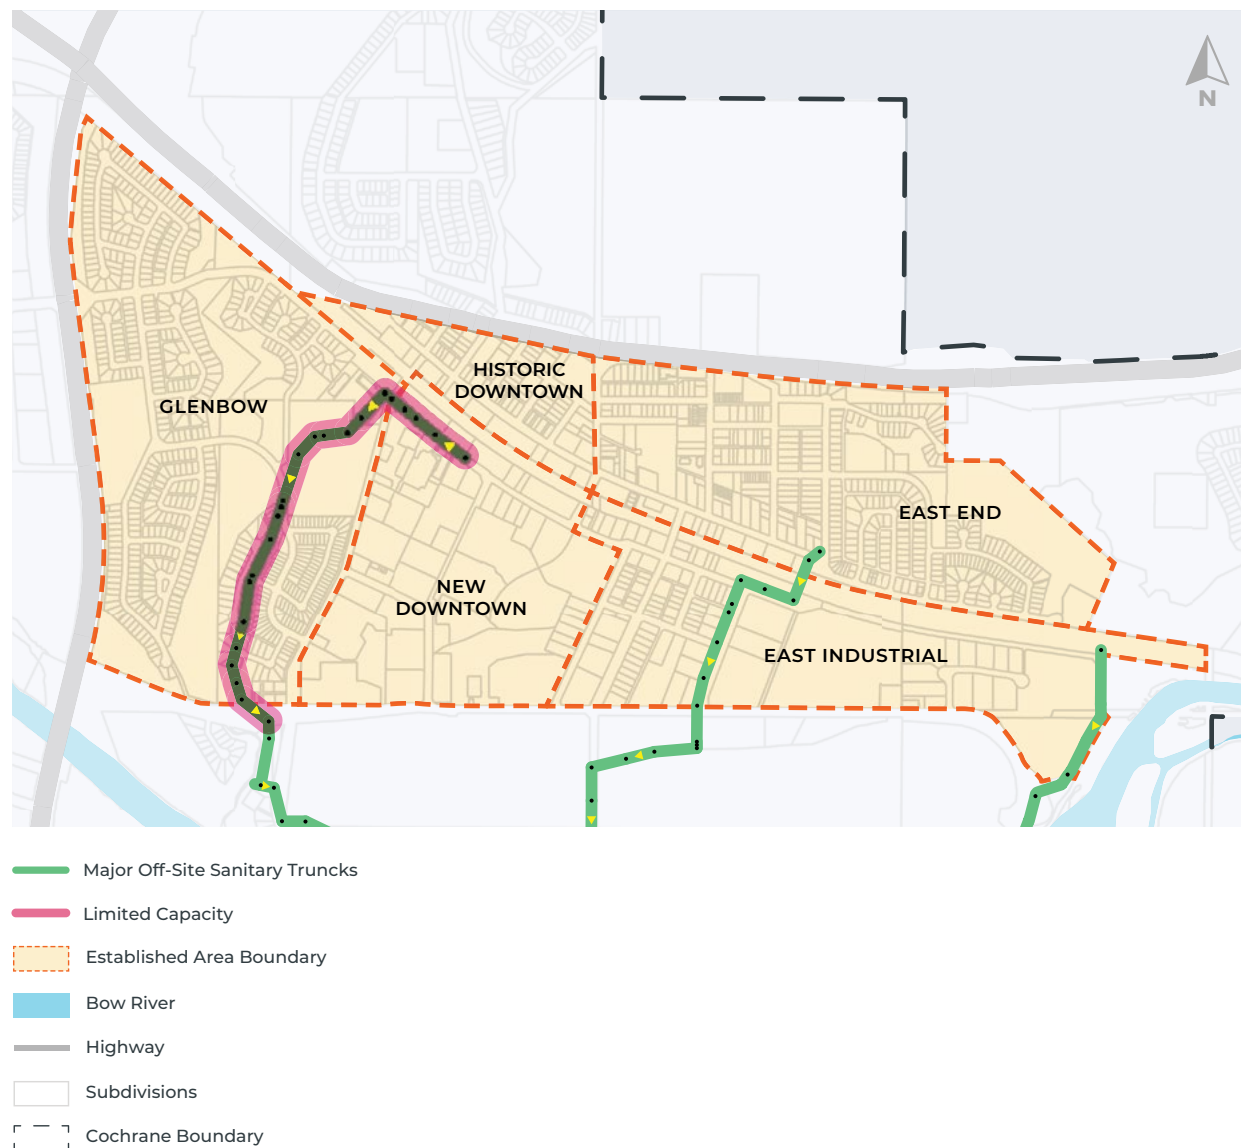 N
HISTORIC
DOWNTOWN
GLENBOW
EAST END
NEW
DOWNTOWN
EAST INDUSTRIAL
Major Off-Site Sanitary Truncks
Limited Capacity
Established Area Boundary
Bow River
Highway
Subdivisions
Cochrane Boundary